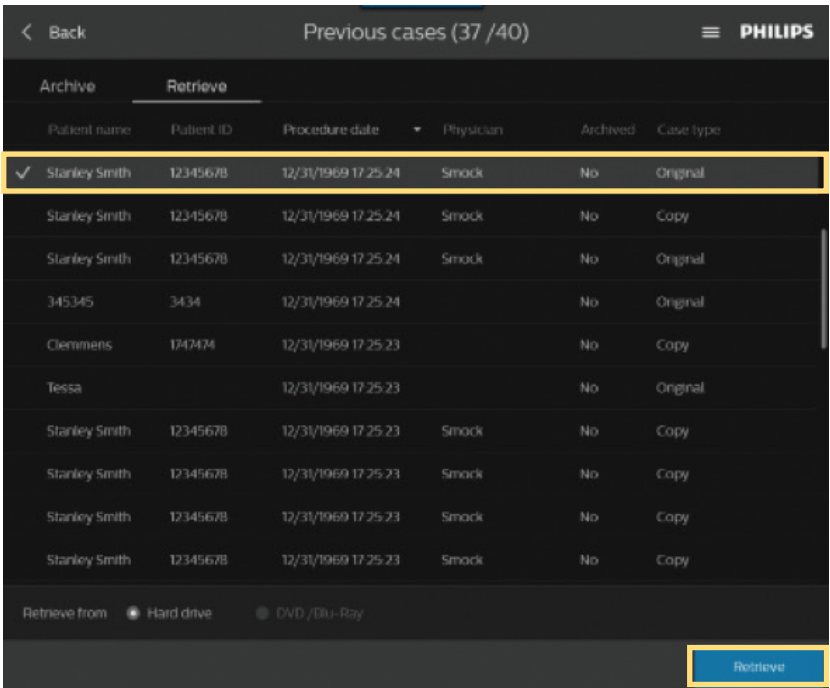 Back Previous cases (37 /40) PHILIPS
Archive Retrieve
Patient name Patient ID Procedure date Physician Archived Case type
Stanley Smith 12345678 12/31/1969 17:25:24 Smock No Original
Stanley Smith 12345678 12/31/1969 17:25:24 Smock No Copy
Stanley Smith 12345678 12/31/1969 17:25:24 Smock No Original
345345 3434 12/31/1969 17:25:24 No Original
Clemmens 1747474 12/31/1969 17:25:23 No Copy
Tessa 12/31/1969 17:25:23 No Original
Stanley Smith 12345678 12/31/1969 17:25:23 Smock No Copy
Stanley Smith 12345678 12/31/1969 17:25:23 Smock No Copy
Stanley Smith 12345678 12/31/1969 17:25:23 Smock No Copy
Stanley Smith 12345678 12/31/1969 17:25:23 Smock No Copy
Retrieve from Hard drive DVD /Blu-Ray
Retrieve